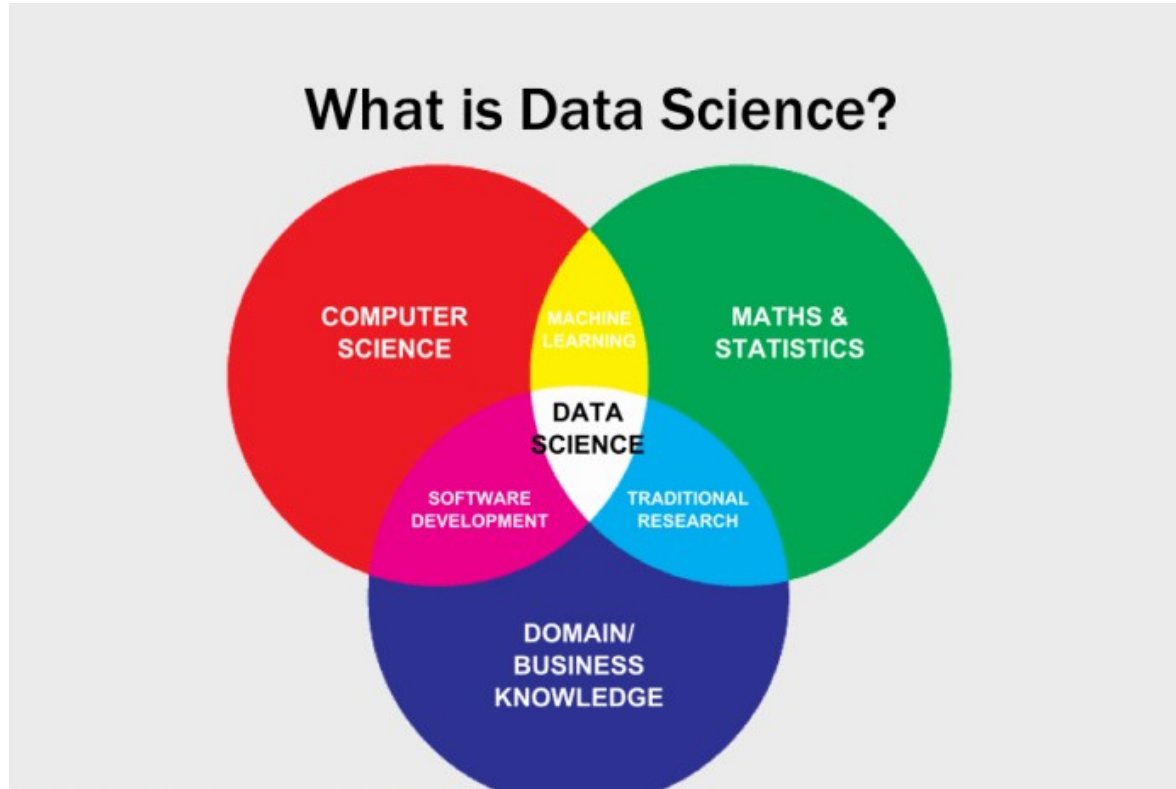 What is Data Science?
COMPUTER
SCIENCE
MACHINE
LEARNING
MATHS &
STATISTICS
DATA
SCIENCE
SOFTWARE
DEVELOPMENT
TRADITIONAL
RESEARCH
DOMAIN/
BUSINESS
KNOWLEDGE